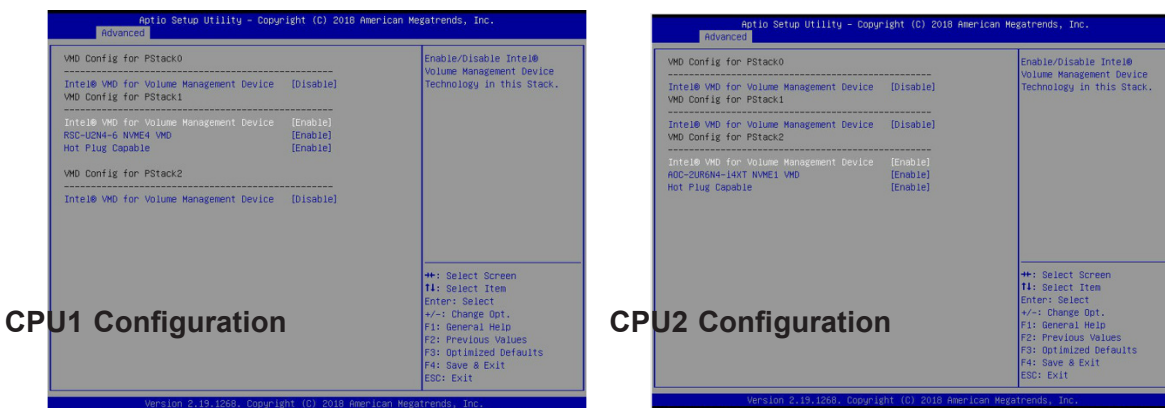 Aptio Setup Utility – Copyright (C) 2018 American Megatrends, Inc.
Advanced
VMD Config for PStack0
Intel® VMD for Volume Management Device [Disable]
VMD Config for PStack1
Intel® VMD for Volume Management Device [Enable]
RSC-U2N4-6 NVME4 VMD [Enable]
Hot Plug Capable [Enable]
VMD Config for PStack2
Intel® VMD for Volume Management Device [Disable]
Enable/Disable Intel®
Volume Management Device
Technology in this Stack.
↔: Select Screen
↑↓: Select Item
Enter: Select
+/-: Change Opt.
F1: General Help
F2: Previous Values
F3: Optimized Defaults
F4: Save & Exit
ESC: Exit
CPU1 Configuration
Version 2.19.1268. Copyright (C) 2018 American Megatrends, Inc.
Aptio Setup Utility – Copyright (C) 2018 American Megatrends, Inc.
Advanced
VMD Config for PStack0
Intel® VMD for Volume Management Device [Disable]
VMD Config for PStack1
Intel® VMD for Volume Management Device [Disable]
VMD Config for PStack2
Intel® VMD for Volume Management Device [Enable]
AOC-2UR6N4-i4XT NVME1 VMD [Enable]
Hot Plug Capable [Enable]
Enable/Disable Intel®
Volume Management Device
Technology in this Stack.
↔: Select Screen
↑↓: Select Item
Enter: Select
+/-: Change Opt.
F1: General Help
F2: Previous Values
F3: Optimized Defaults
F4: Save & Exit
ESC: Exit
CPU2 Configuration
Version 2.19.1268. Copyright (C) 2018 American Megatrends, Inc.